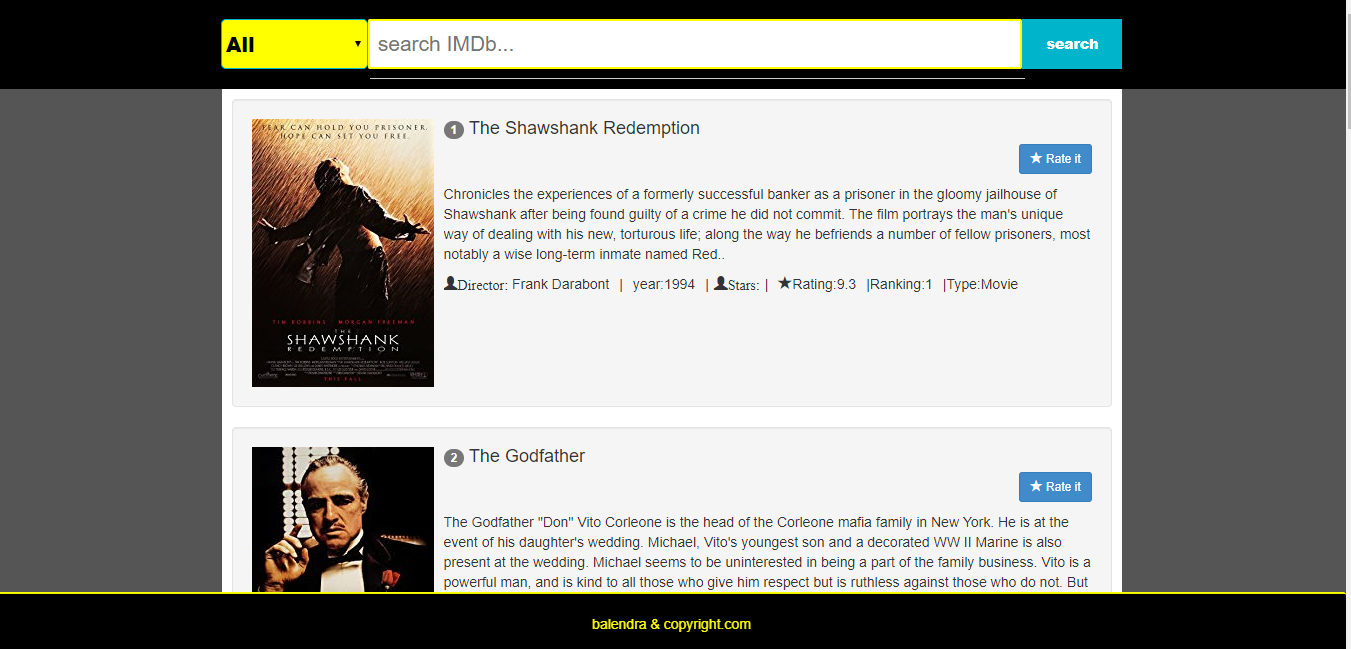 All
search IMDb...
search
FEAR CAN HOLD YOU PRISONER.
HOPE CAN SET YOU FREE.
TIM ROBBINS MORGAN FREEMAN
THE
SHAWSHANK
REDEMPTION
THIS FALL
1 The Shawshank Redemption
★ Rate it
Chronicles the experiences of a formerly successful banker as a prisoner in the gloomy jailhouse of
Shawshank after being found guilty of a crime he did not commit. The film portrays the man's unique
way of dealing with his new, torturous life; along the way he befriends a number of fellow prisoners, most
notably a wise long-term inmate named Red..
Director: Frank Darabont | year:1994 | Stars: | ★Rating:9.3 |Ranking:1 |Type:Movie
2 The Godfather
★ Rate it
The Godfather "Don" Vito Corleone is the head of the Corleone mafia family in New York. He is at the
event of his daughter's wedding. Michael, Vito's youngest son and a decorated WW II Marine is also
present at the wedding. Michael seems to be uninterested in being a part of the family business. Vito is a
powerful man, and is kind to all those who give him respect but is ruthless against those who do not. But
balendra & copyright.com